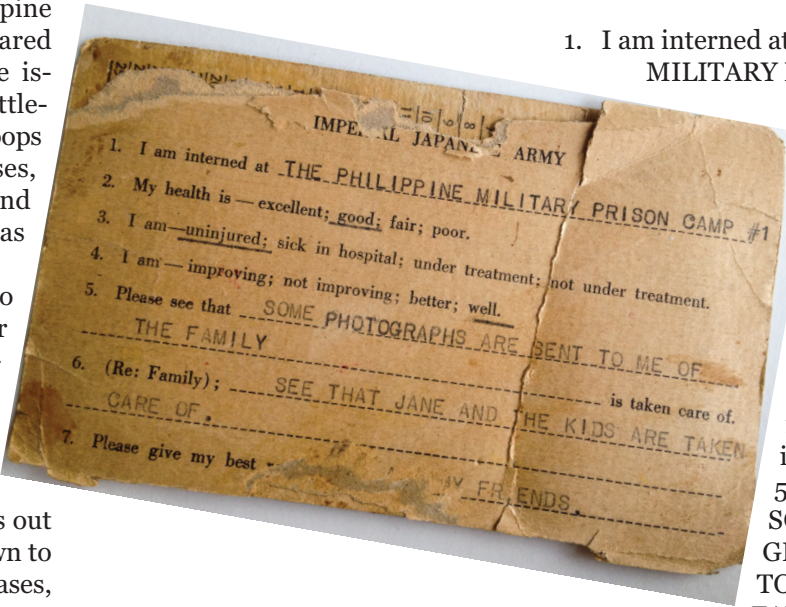 pine
ared
e is-
ttle-
oops
ses,
nd
as
o
r
s out
wn to
ases,
1. I am interned at
MILITARY
IMPE AL JAPAN ARMY
1. I am interned at THE PHILIPPINE MILITARY PRISON CAMP #1
2. My health is — excellent; good; fair; poor.
3. I am—uninjured; sick in hospital; under treatment; not under treatment.
4. I am — improving; not improving; better; well.
5. Please see that SOME PHOTOGRAPHS ARE SENT TO ME OF
THE FAMILY is taken care of.
6. (Re: Family); SEE THAT JANE AND THE KIDS ARE TAKEN
CARE OF.
7. Please give my best MY FRIENDS.
5
TO